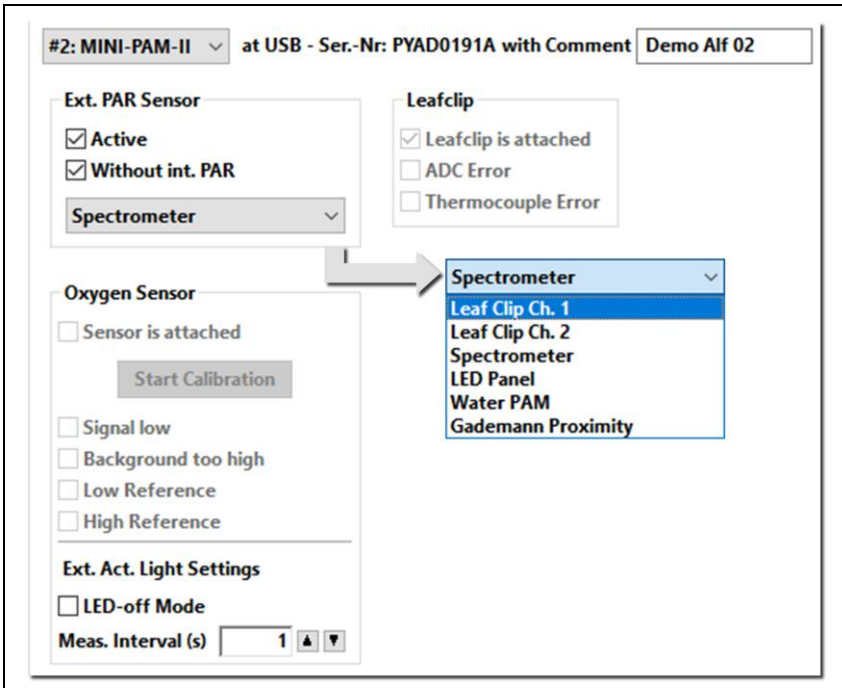 #2: MINI-PAM-II at USB - Ser.-Nr: PYAD0191A with Comment Demo Alf 02
Ext. PAR Sensor
Active
Without int. PAR
Spectrometer
Leafclip
Leafclip is attached
ADC Error
Thermocouple Error
Spectrometer
Leaf Clip Ch. 1
Leaf Clip Ch. 2
Spectrometer
LED Panel
Water PAM
Gademann Proximity
Oxygen Sensor
Sensor is attached
Start Calibration
Signal low
Background too high
Low Reference
High Reference
Ext. Act. Light Settings
LED-off Mode
Meas. Interval (s) 1